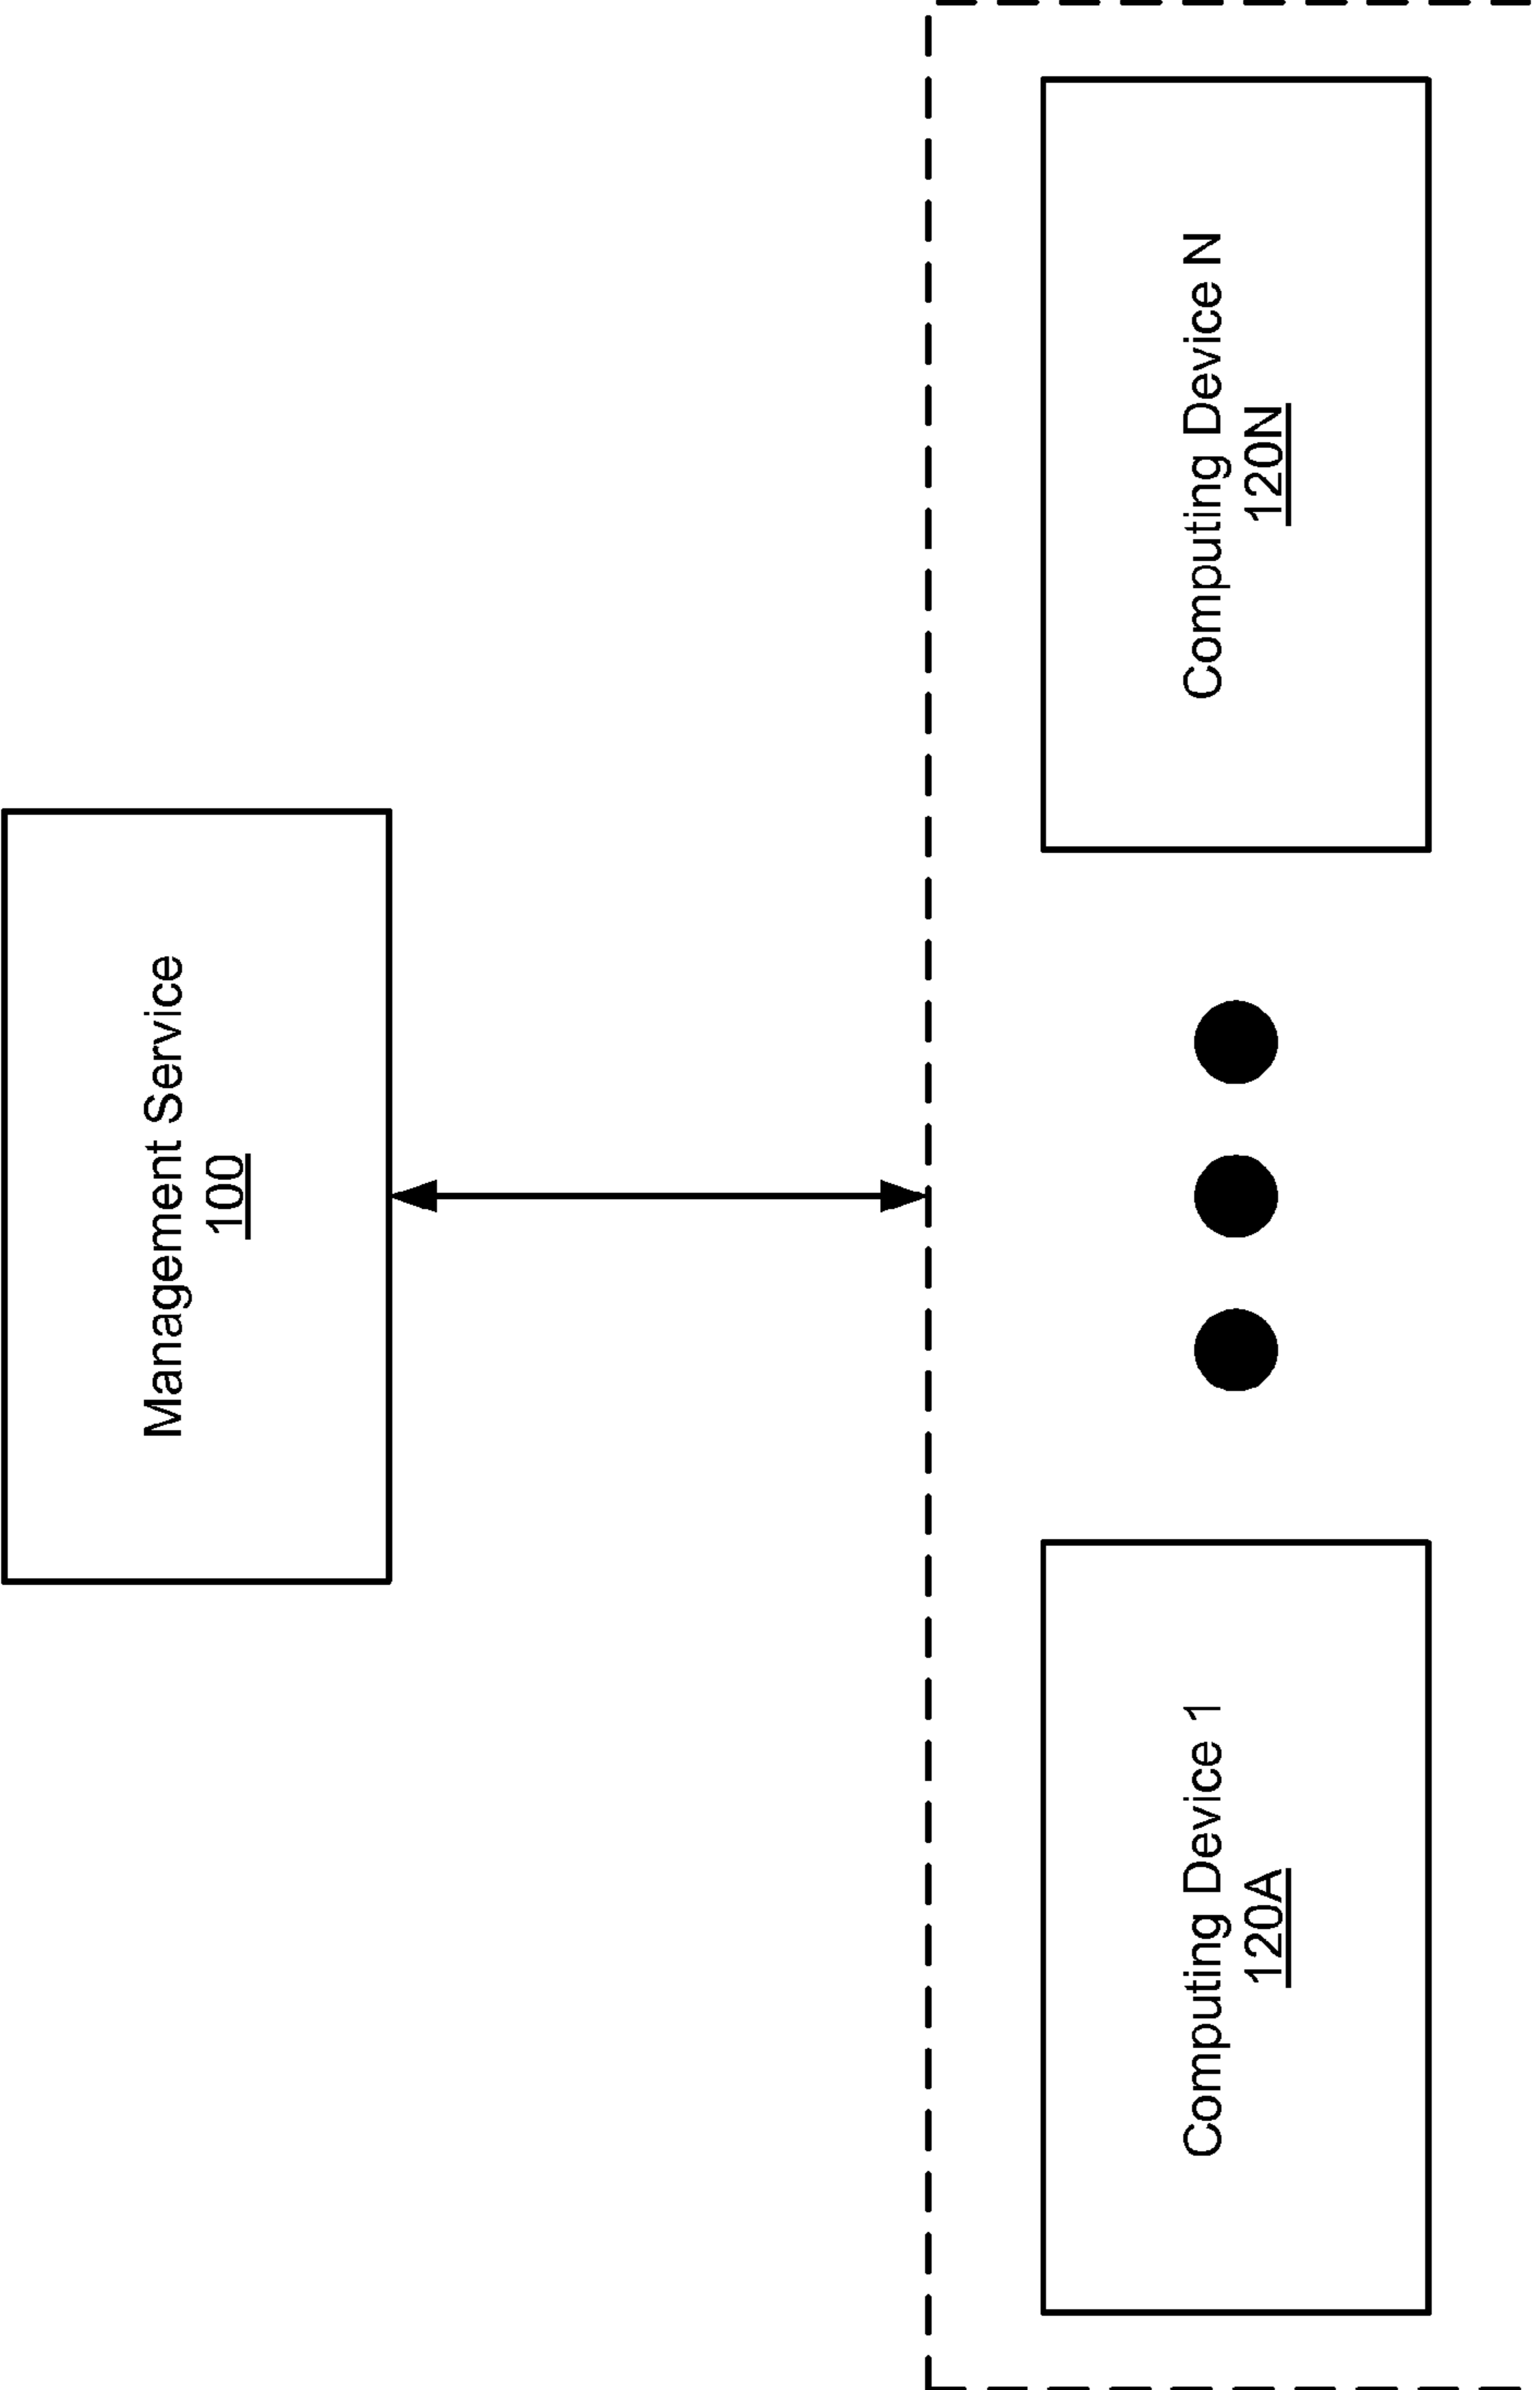 Management Service
100
Computing Device 1
120A
Computing Device N
120N